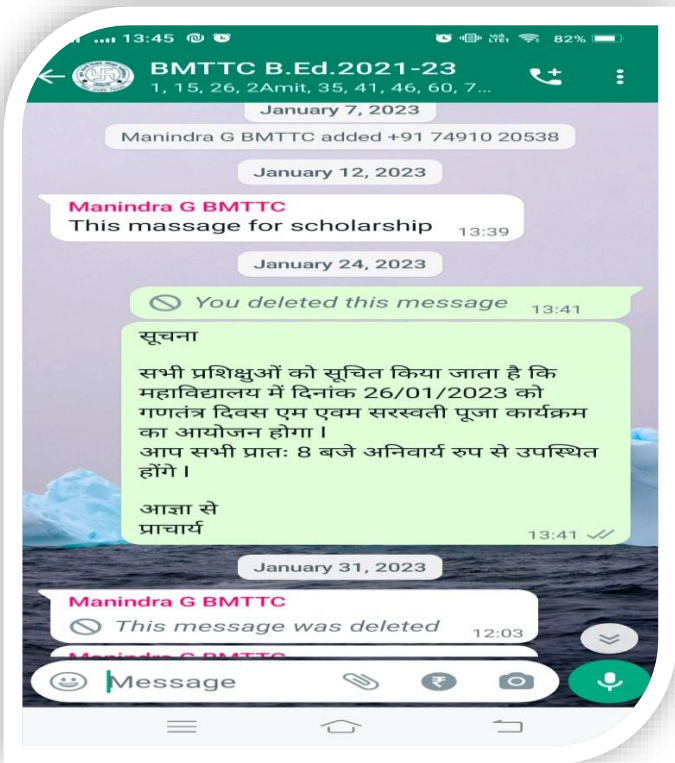 13:45 82%
BMTTC B.Ed.2021-23
1, 15, 26, 2Amit, 35, 41, 46, 60, 7...
January 7, 2023
Manindra G BMTTC added +91 74910 20538
January 12, 2023
Manindra G BMTTC
This massage for scholarship 13:39
January 24, 2023
You deleted this message 13:41
सूचना
सभी प्रशिक्षुओं को सूचित किया जाता है कि
महाविद्यालय में दिनांक 26/01/2023 को
गणतंत्र दिवस एम एवम सरस्वती पूजा कार्यक्रम
का आयोजन होगा I
आप सभी प्रातः 8 बजे अनिवार्य रुप से उपस्थित
होंगे I
आज्ञा से
प्राचार्य 13:41
January 31, 2023
Manindra G BMTTC
This message was deleted 12:03
Manindra G BMTTC
Message